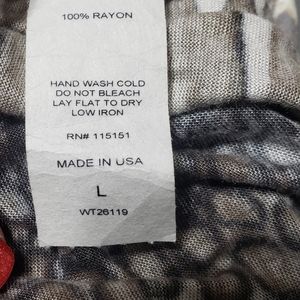 100% RAYON
HAND WASH COLD
DO NOT BLEACH
LAY FLAT TO DRY
LOW IRON
RN# 115151
MADE IN USA
L
WT26119